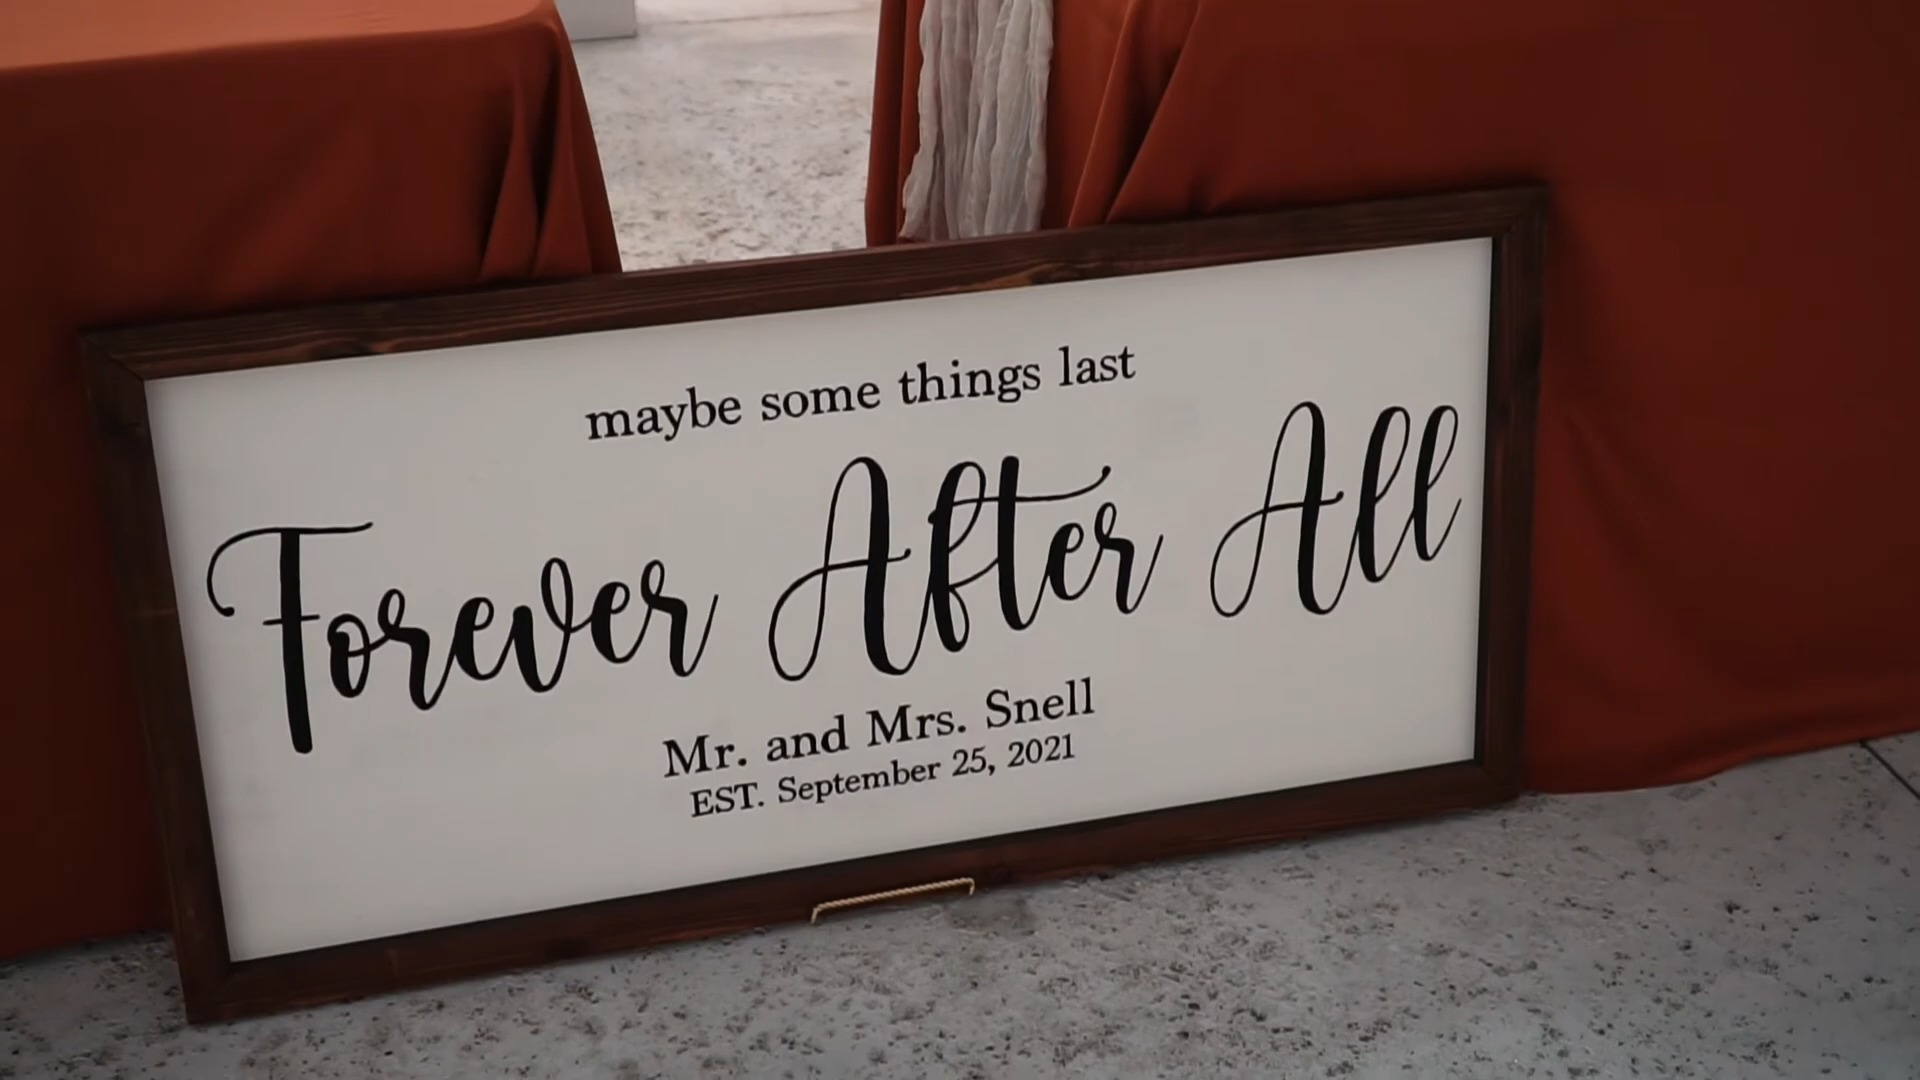 maybe some things last
Forever After All
Mr. and Mrs. Snell
EST. September 25, 2021